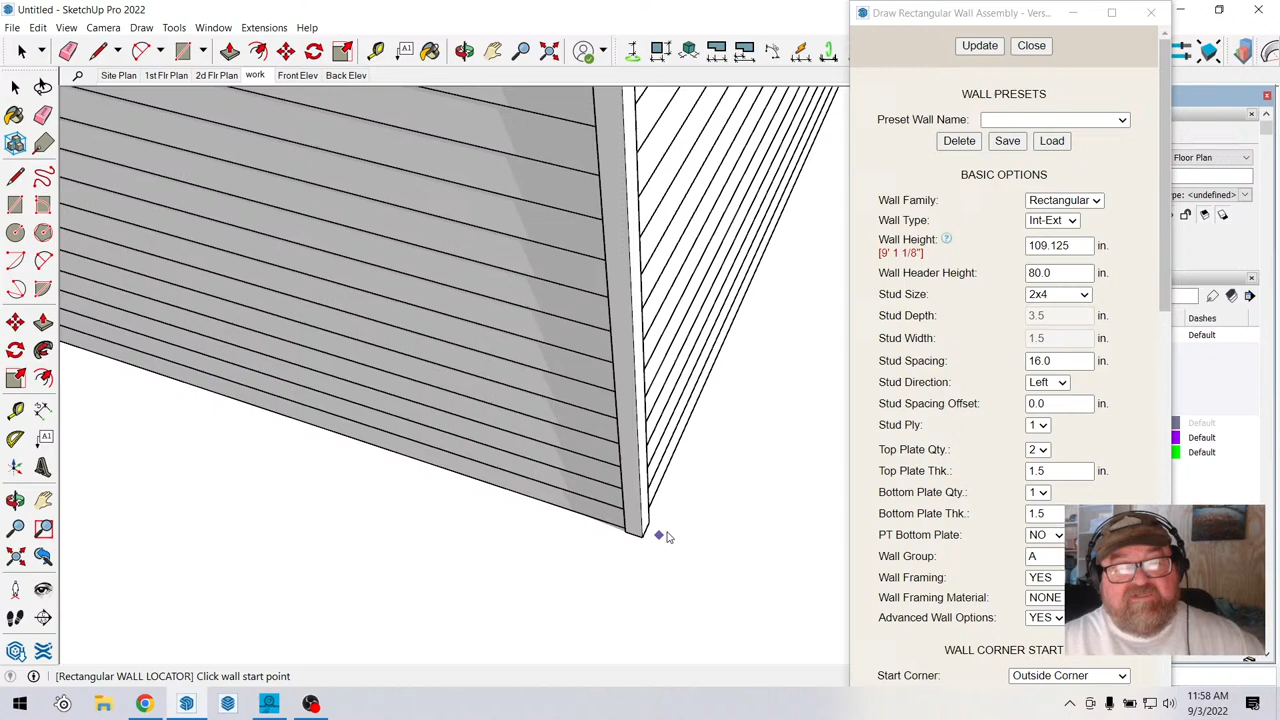 Untitled - SketchUp Pro 2022
File Edit View Camera Draw Tools Window Extensions Help
Site Plan 1st Flr Plan 2d Flr Plan work Front Elev Back Elev
Draw Rectangular Wall Assembly - Vers...
Update Close
WALL PRESETS
Preset Wall Name:
Delete Save Load
BASIC OPTIONS
Wall Family: Rectangular
Wall Type: Int-Ext
Wall Height: 109.125 in.
[9' 1 1/8"]
Wall Header Height: 80.0 in.
Stud Size: 2x4
Stud Depth: 3.5 in.
Stud Width: 1.5 in.
Stud Spacing: 16.0 in.
Stud Direction: Left
Stud Spacing Offset: 0.0 in.
Stud Ply: 1
Top Plate Qty.: 2
Top Plate Thk.: 1.5 in.
Bottom Plate Qty.: 1
Bottom Plate Thk.: 1.5
PT Bottom Plate: NO
Wall Group: A
Wall Framing: YES
Wall Framing Material: NONE
Advanced Wall Options: YES
WALL CORNER START
Start Corner: Outside Corner
Floor Plan
ype: <undefined>
Dashes
Default
Default
Default
Default
[Rectangular WALL LOCATOR] Click wall start point
11:58 AM
9/3/2022